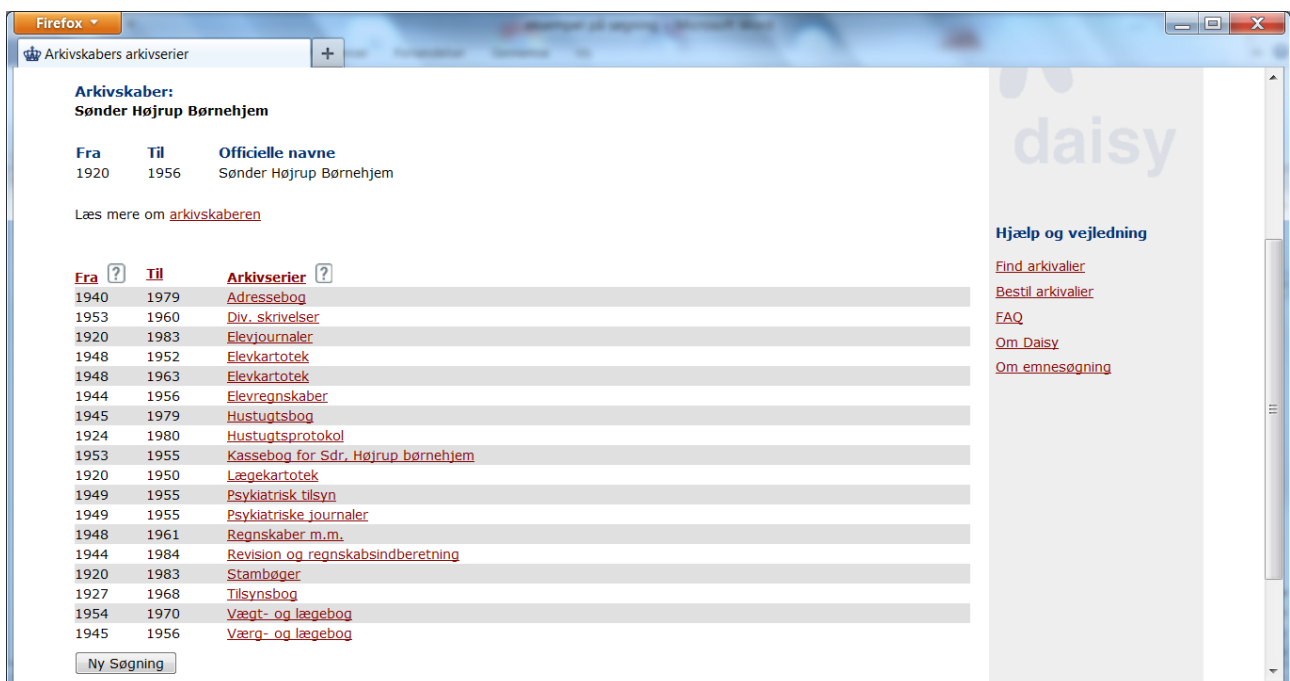 Firefox
Arkivskabers arkivserier
Arkivskaber:
Sønder Højrup Børnehjem
Fra Til Officielle navne
1920 1956 Sønder Højrup Børnehjem
Læs mere om arkivskaberen
Fra ? Til Arkivserier ?
1940 1979 Adressebog
1953 1960 Div. skrivelser
1920 1983 Elevjournaler
1948 1952 Elevkartotek
1948 1963 Elevkartotek
1944 1956 Elevregnskaber
1945 1979 Hustugtsbog
1924 1980 Hustugtsprotokol
1953 1955 Kassebog for Sdr, Højrup børnehjem
1920 1950 Lægekartotek
1949 1955 Psykiatrisk tilsyn
1949 1955 Psykiatriske journaler
1948 1961 Regnskaber m.m.
1944 1984 Revision og regnskabsindberetning
1920 1983 Stambøger
1927 1968 Tilsynsbog
1954 1970 Vægt- og lægebog
1945 1956 Værg- og lægebog
Ny Søgning
daisy
Hjælp og vejledning
Find arkivalier
Bestil arkivalier
FAQ
Om Daisy
Om emnesøgning